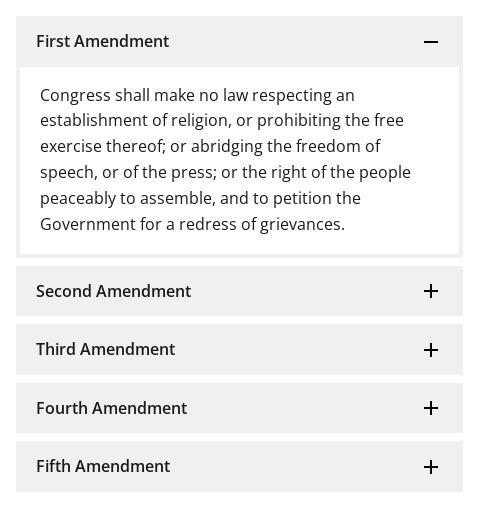 First Amendment
Congress shall make no law respecting an
establishment of religion, or prohibiting the free
exercise thereof; or abridging the freedom of
speech, or of the press; or the right of the people
peaceably to assemble, and to petition the
Government for a redress of grievances.
Second Amendment
Third Amendment
Fourth Amendment
Fifth Amendment